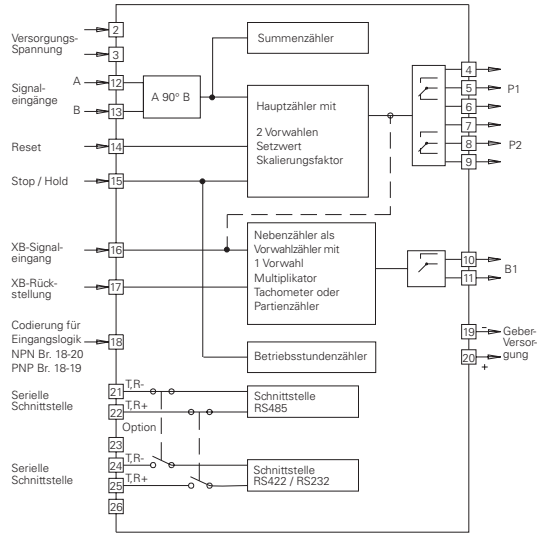 Versorgungs-
Spannung
2
3
Signal-
eingänge
A
B
12
13
A 90° B
Summenzähler
Hauptzähler mit
2 Vorwahlen
Setzwert
Skalierungsfaktor
Reset
14
Stop / Hold
15
4
5
6
7
8
9
P1
P2
XB-Signal-
eingang
16
XB-Rück-
stellung
17
Nebenzähler als
Vorwahlzähler mit
1 Vorwahl
Multiplikator
Tachometer oder
Partienzähler
10
11
B1
Codierung für
Eingangslogik
NPN Br. 18-20
PNP Br. 18-19
18
Betriebsstundenzähler
19
20
-
+
Geber-
Versor-
gung
Serielle
Schnittstelle
21
22
T,R-
T,R+
Schnittstelle
RS485
Option
23
Serielle
Schnittstelle
24
25
26
T,R-
T,R+
Schnittstelle
RS422 / RS232